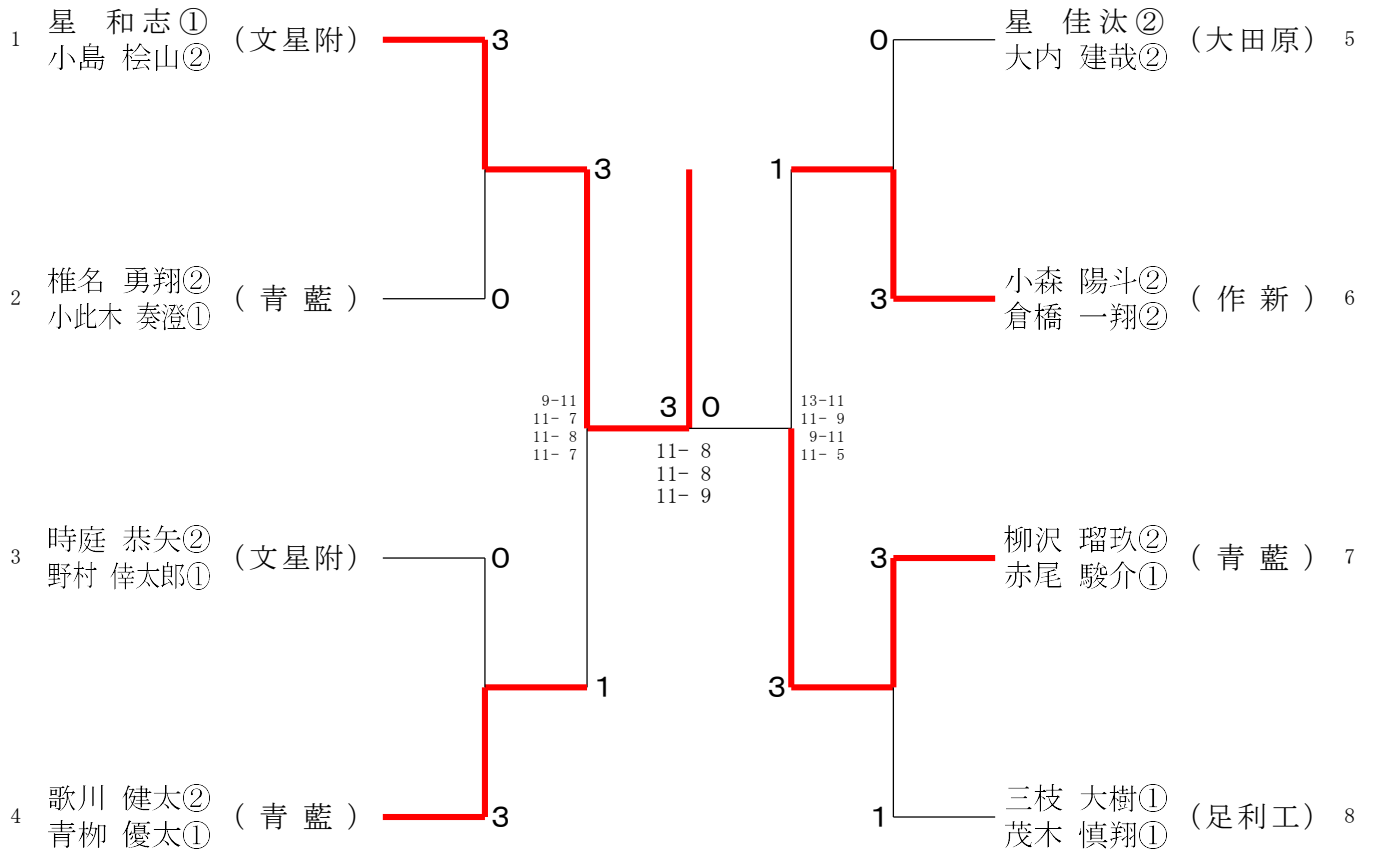 1 星 和志① (文星附) 3
小島 桧山②
3
2 椎名 勇翔② (青藍) 0
小此木 奏澄①
9-11
11- 7
11- 8
11- 7
3 0
11- 8
11- 8
11- 9
3 時庭 恭矢② (文星附) 0
野村 倖太郎①
1
4 歌川 健太② (青藍) 3
青栁 優太①
0 星 佳汰② (大田原) 5
大内 建哉②
1
3 小森 陽斗② (作新) 6
倉橋 一翔②
13-11
11- 9
9-11
11- 5
3 柳沢 瑠玖② (青藍) 7
赤尾 駿介①
3
1 三枝 大樹① (足利工) 8
茂木 慎翔①